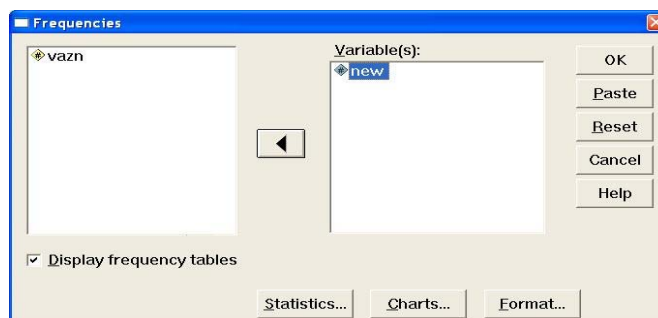 Frequencies
vazn
Variable(s):
new
OK
Paste
Reset
Cancel
Help
Display frequency tables
Statistics...
Charts...
Format...